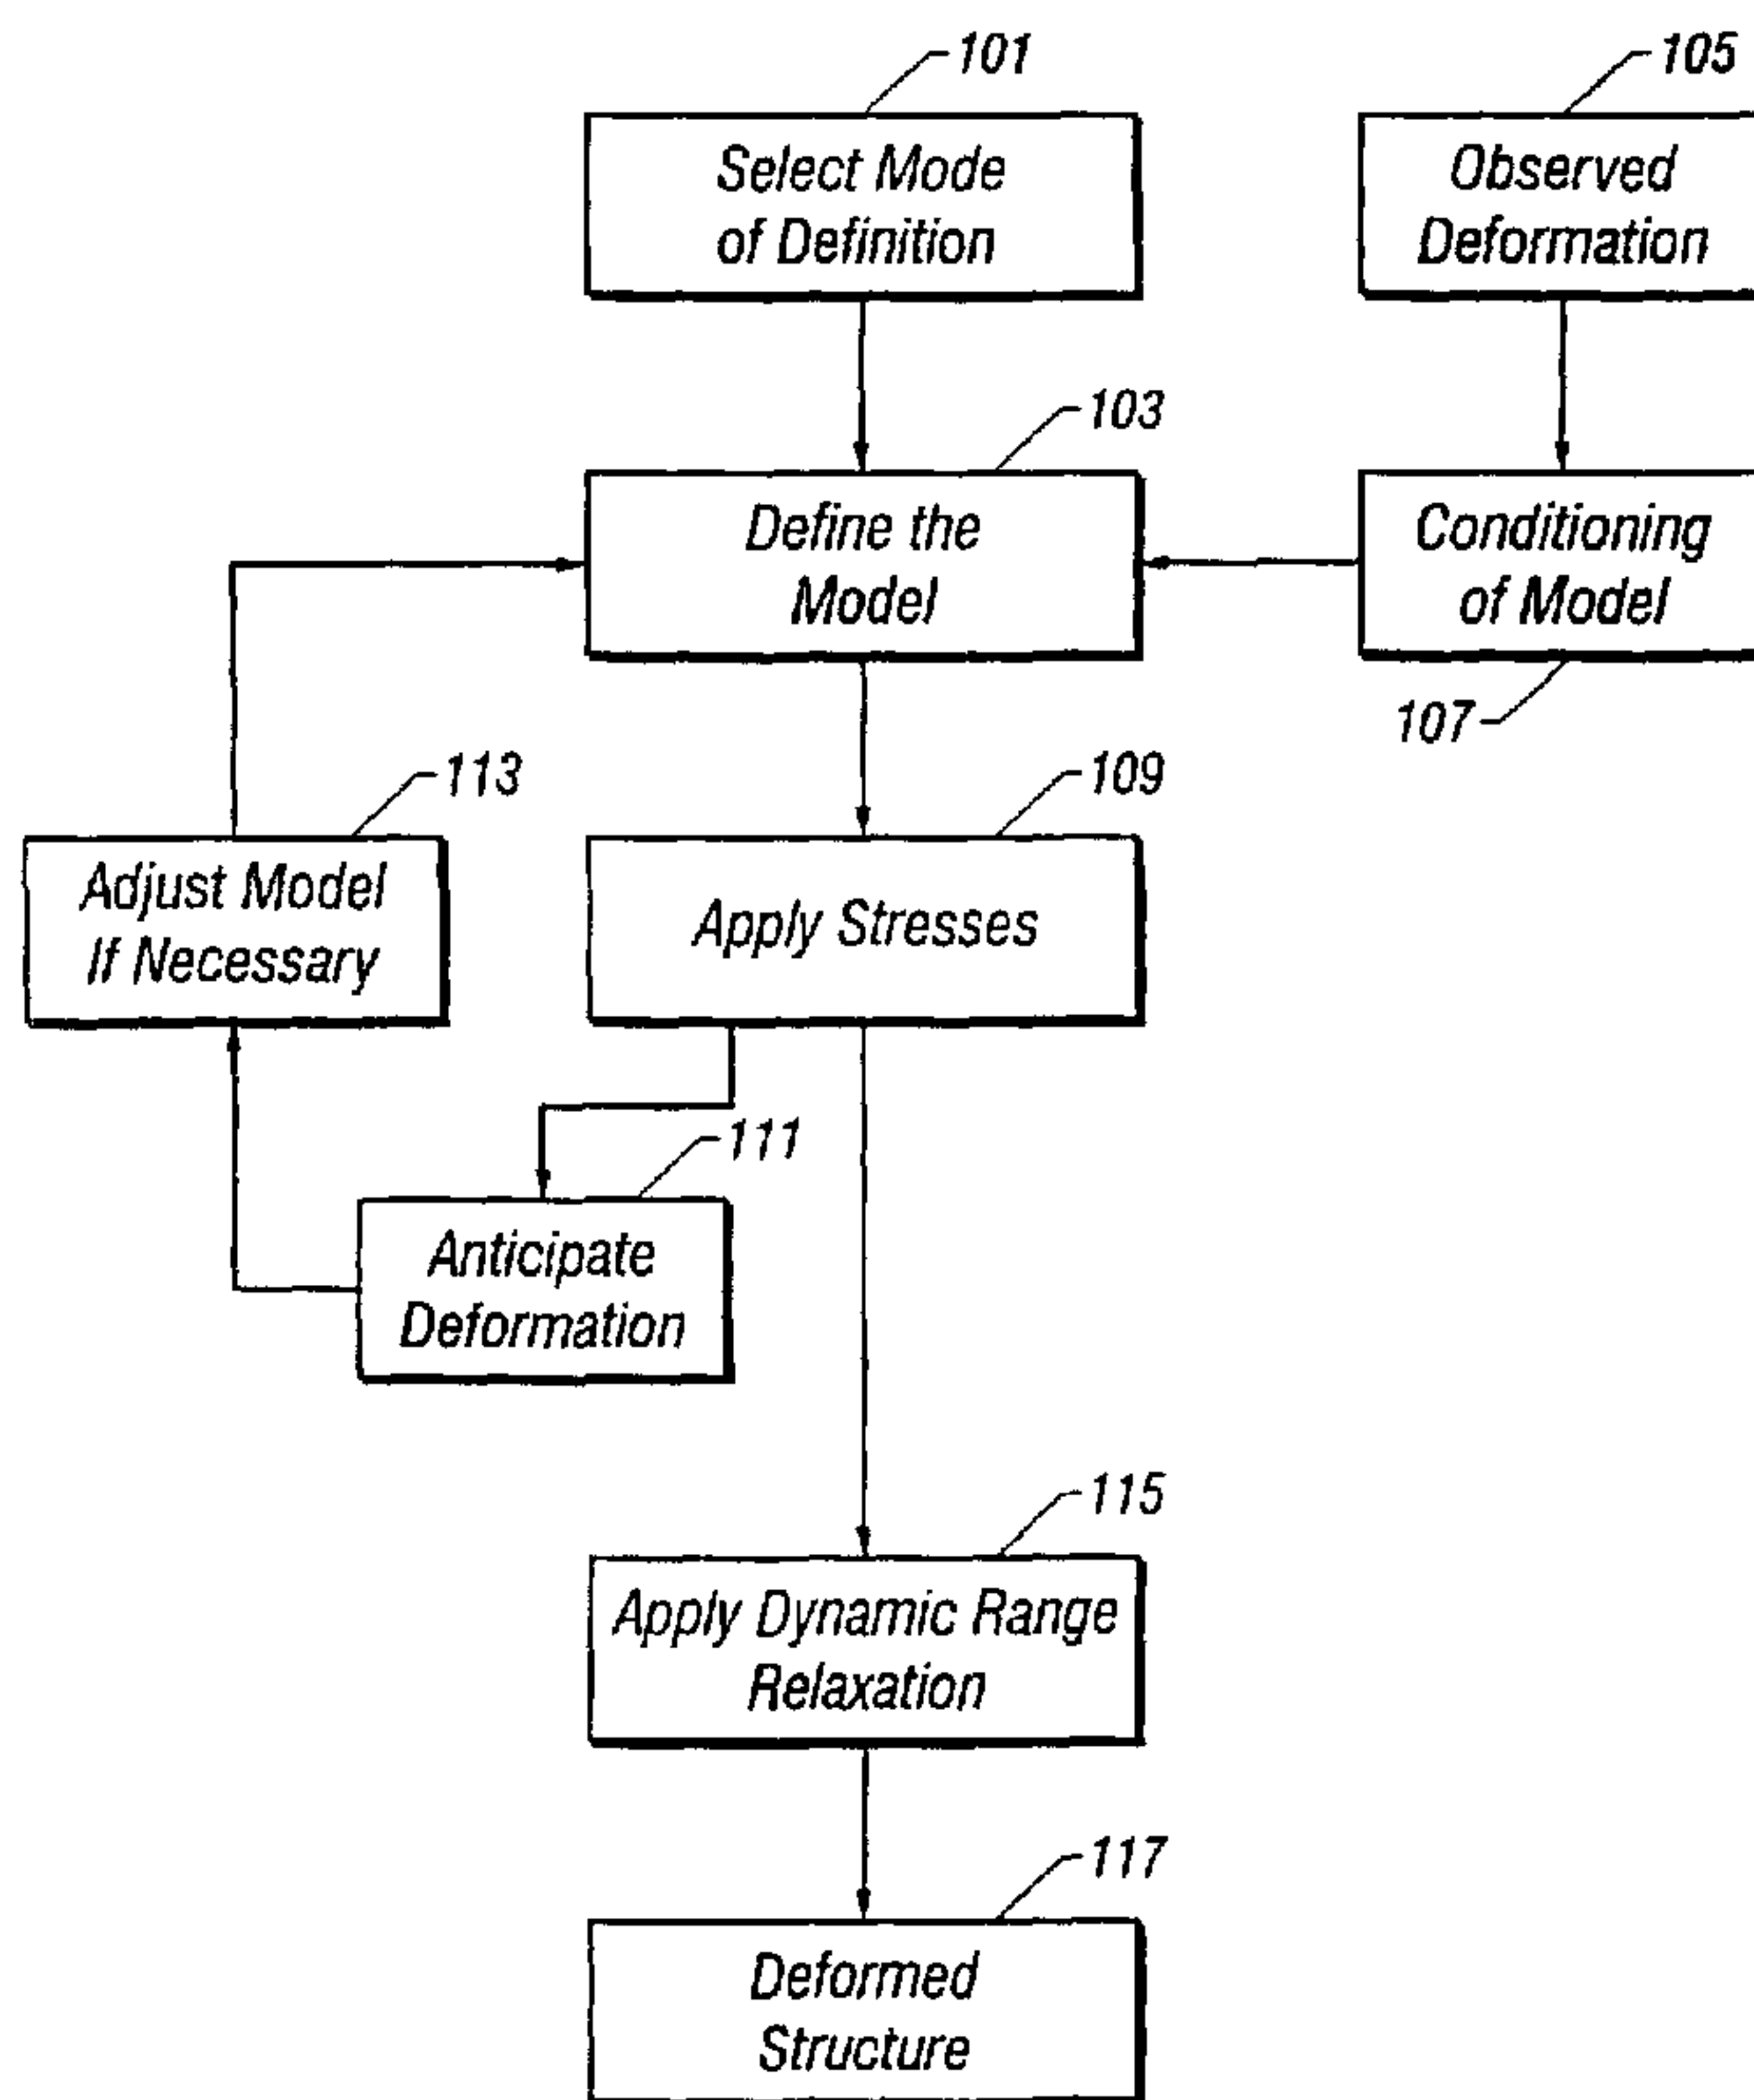 101
Select Mode
of Definition
105
Observed
Deformation
103
Define the
Model
Conditioning
of Model
107
113
Adjust Model
If Necessary
109
Apply Stresses
111
Anticipate
Deformation
115
Apply Dynamic Range
Relaxation
117
Deformed
Structure